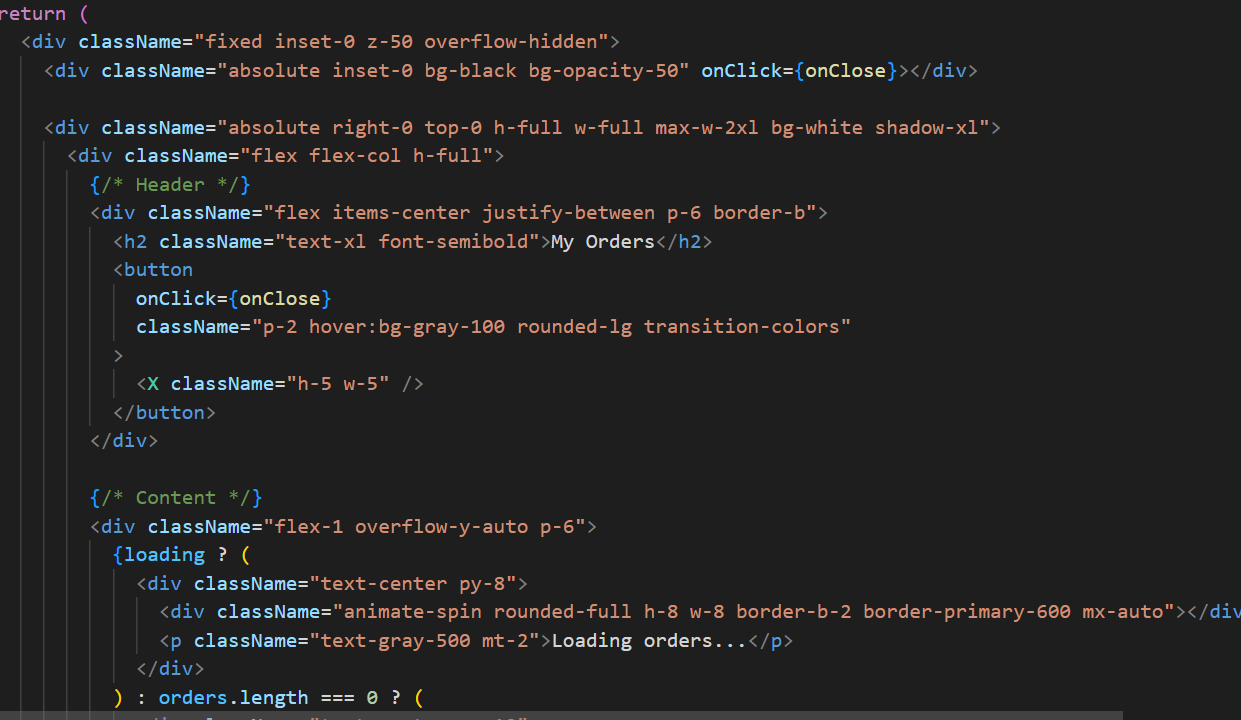 return (
<div className="fixed inset-0 z-50 overflow-hidden">
<div className="absolute inset-0 bg-black bg-opacity-50" onClick={onClose}></div>
<div className="absolute right-0 top-0 h-full w-full max-w-2xl bg-white shadow-xl">
<div className="flex flex-col h-full">
{/* Header */}
<div className="flex items-center justify-between p-6 border-b">
<h2 className="text-xl font-semibold">My Orders</h2>
<button
onClick={onClose}
className="p-2 hover:bg-gray-100 rounded-lg transition-colors"
>
<X className="h-5 w-5" />
</button>
</div>
{/* Content */}
<div className="flex-1 overflow-y-auto p-6">
{loading ? (
<div className="text-center py-8">
<div className="animate-spin rounded-full h-8 w-8 border-b-2 border-primary-600 mx-auto"></div
<p className="text-gray-500 mt-2">Loading orders...</p>
</div>
) : orders.length === 0 ? (